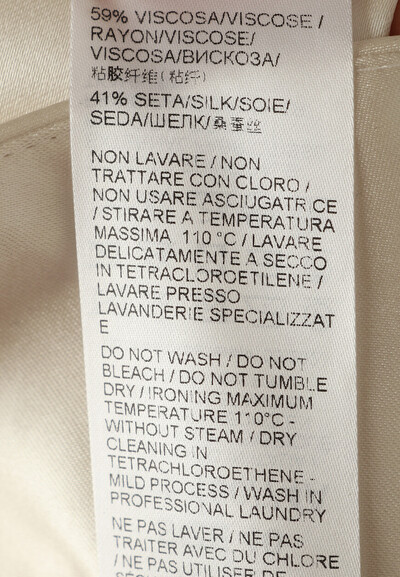 59% VISCOSA/VISCOSE/
RAYON/VISCOSE/
VISCOSA/ВИСКОЗА/
粘胶纤维(粘纤)
41% SETA/SILK/SOIE/
SEDA/ШЕЛК/桑蚕丝
NON LAVARE / NON
TRATTARE CON CLORO /
NON USARE ASCIUGATRICE
/ STIRARE A TEMPERATURA
MASSIMA 110°C / LAVARE
DELICATAMENTE A SECCO
IN TETRACLOROETILENE /
LAVARE PRESSO
LAVANDERIE SPECIALIZZAT
E
DO NOT WASH / DO NOT
BLEACH / DO NOT TUMBLE
DRY / IRONING MAXIMUM
TEMPERATURE 110°C -
WITHOUT STEAM / DRY
CLEANING IN
TETRACHLOROETHENE -
MILD PROCESS / WASH IN
PROFESSIONAL LAUNDRY
NE PAS LAVER / NE PAS
TRAITER AVEC DU CHLORE
/ NE PAS UTILISER DE